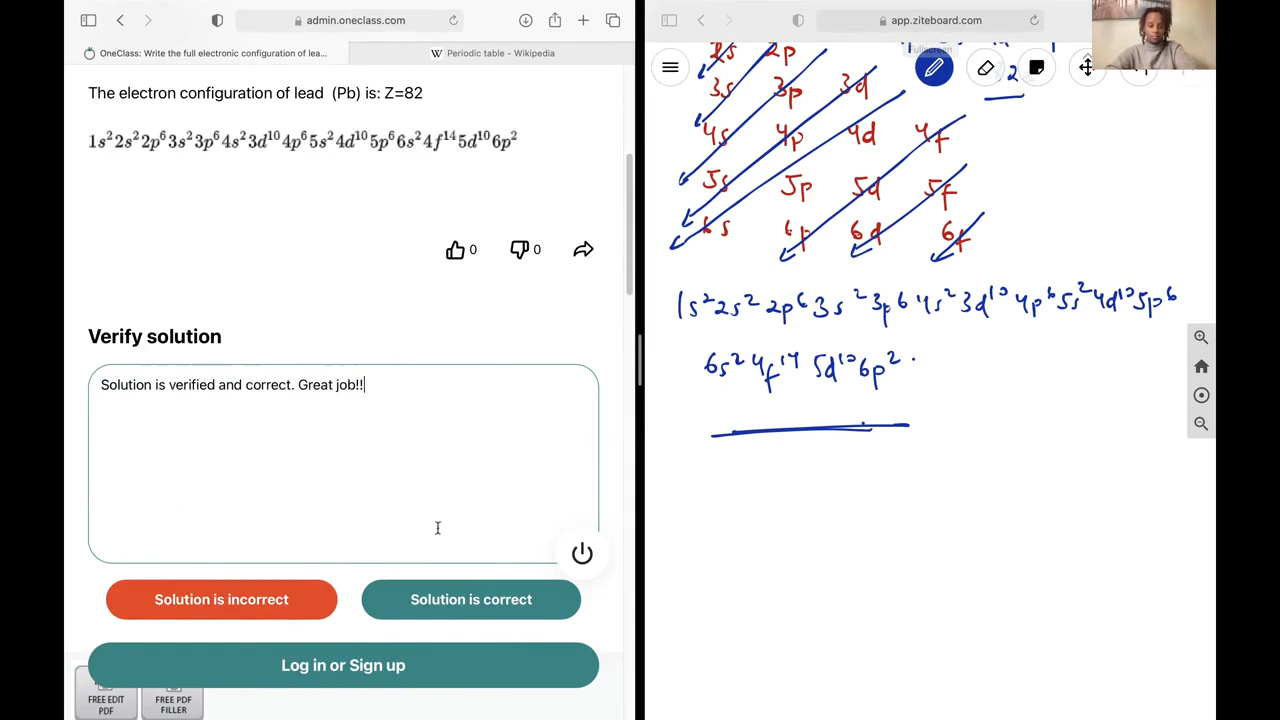 admin.oneclass.com
OneClass: Write the full electronic configuration of lea...
Periodic table - Wikipedia
The electron configuration of lead (Pb) is: Z=82
1s²2s²2p⁶3s²3p⁶4s²3d¹⁰4p⁶5s²4d¹⁰5p⁶6s²4f¹⁴5d¹⁰6p²
0
0
Verify solution
Solution is verified and correct. Great job!!
Solution is incorrect
Solution is correct
Log in or Sign up
FREE EDIT
PDF
FREE PDF
FILLER
app.ziteboard.com
Fullscreen
2s 2p
3s 3p 3d
4s 4p 4d 4f
5s 5p 5d 5f
6s 6p 6d 6f
1s²2s²2p⁶3s²3p⁶4s²3d¹⁰4p⁶5s²4d¹⁰5p⁶
6s²4f¹⁴5d¹⁰6p²